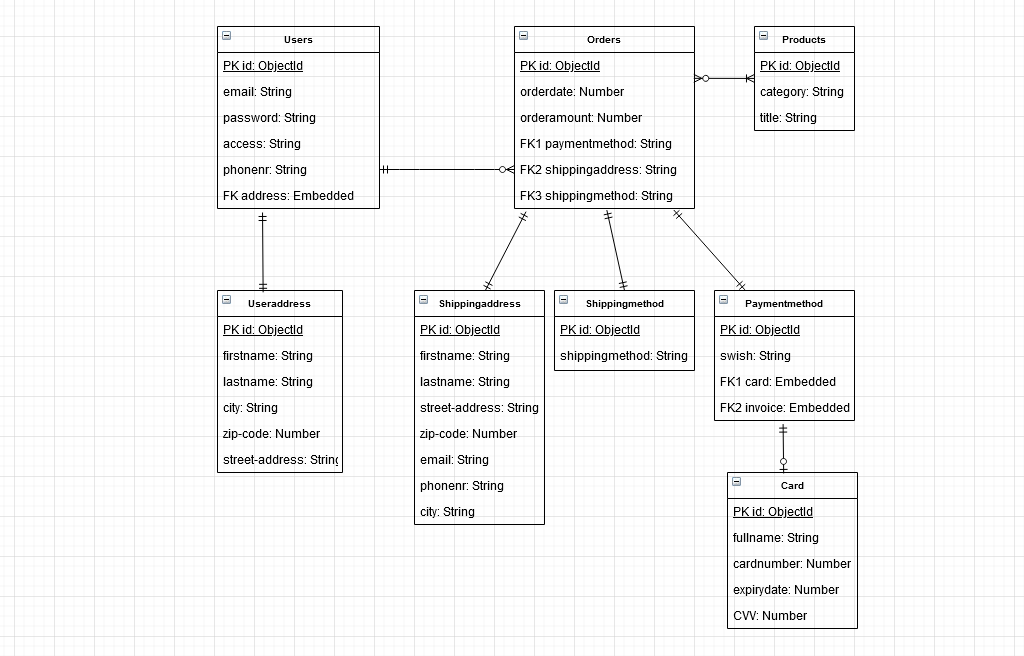 Users
PK id: ObjectId
email: String
password: String
access: String
phonenr: String
FK address: Embedded
Orders
PK id: ObjectId
orderdate: Number
orderamount: Number
FK1 paymentmethod: String
FK2 shippingaddress: String
FK3 shippingmethod: String
Products
PK id: ObjectId
category: String
title: String
Useraddress
PK id: ObjectId
firstname: String
lastname: String
city: String
zip-code: Number
street-address: String
Shippingaddress
PK id: ObjectId
firstname: String
lastname: String
street-address: String
zip-code: Number
email: String
phonenr: String
city: String
Shippingmethod
PK id: ObjectId
shippingmethod: String
Paymentmethod
PK id: ObjectId
swish: String
FK1 card: Embedded
FK2 invoice: Embedded
Card
PK id: ObjectId
fullname: String
cardnumber: Number
expirydate: Number
CVV: Number